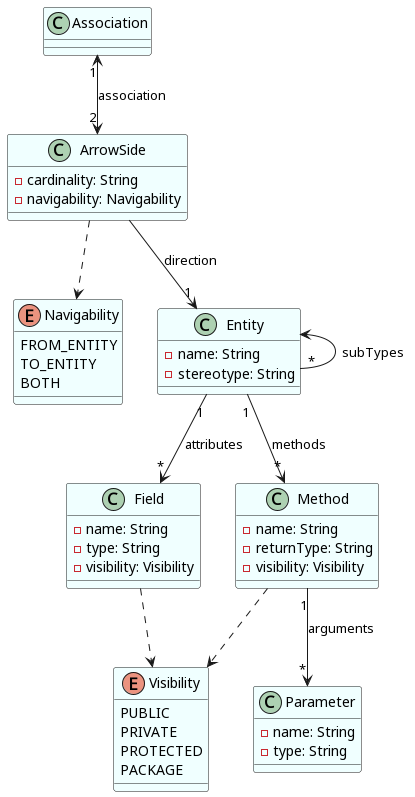 C Association
1
association
2
C ArrowSide
cardinality: String
navigability: Navigability
direction
1
E Navigability
FROM_ENTITY
TO_ENTITY
BOTH
C Entity
name: String
stereotype: String
* subTypes
1 1
attributes methods
* *
C Field
name: String
type: String
visibility: Visibility
C Method
name: String
returnType: String
visibility: Visibility
1
arguments
*
E Visibility
PUBLIC
PRIVATE
PROTECTED
PACKAGE
C Parameter
name: String
type: String